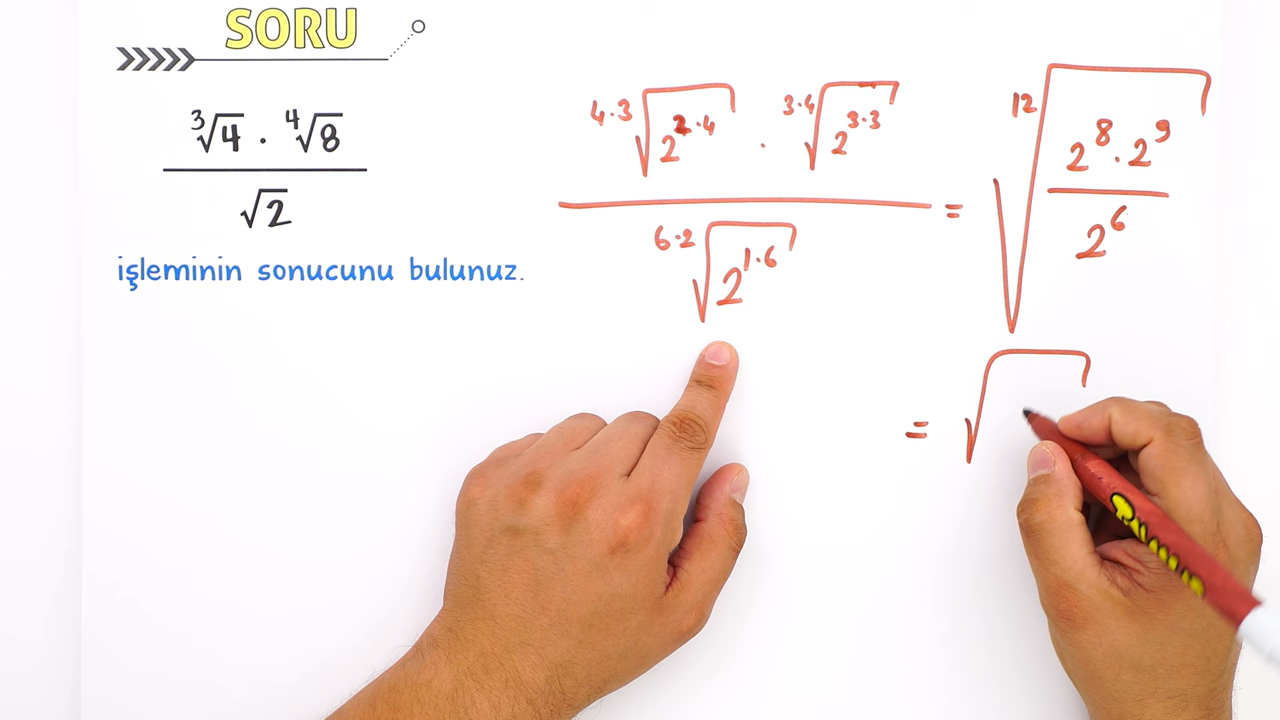 SORU
∛4 · ∜8
√2
işleminin sonucunu bulunuz.
4·3√2^2·4 · 3·4√2^3·3
6·2√2^1·6
=
12√2^8·2^9
2^6
= √